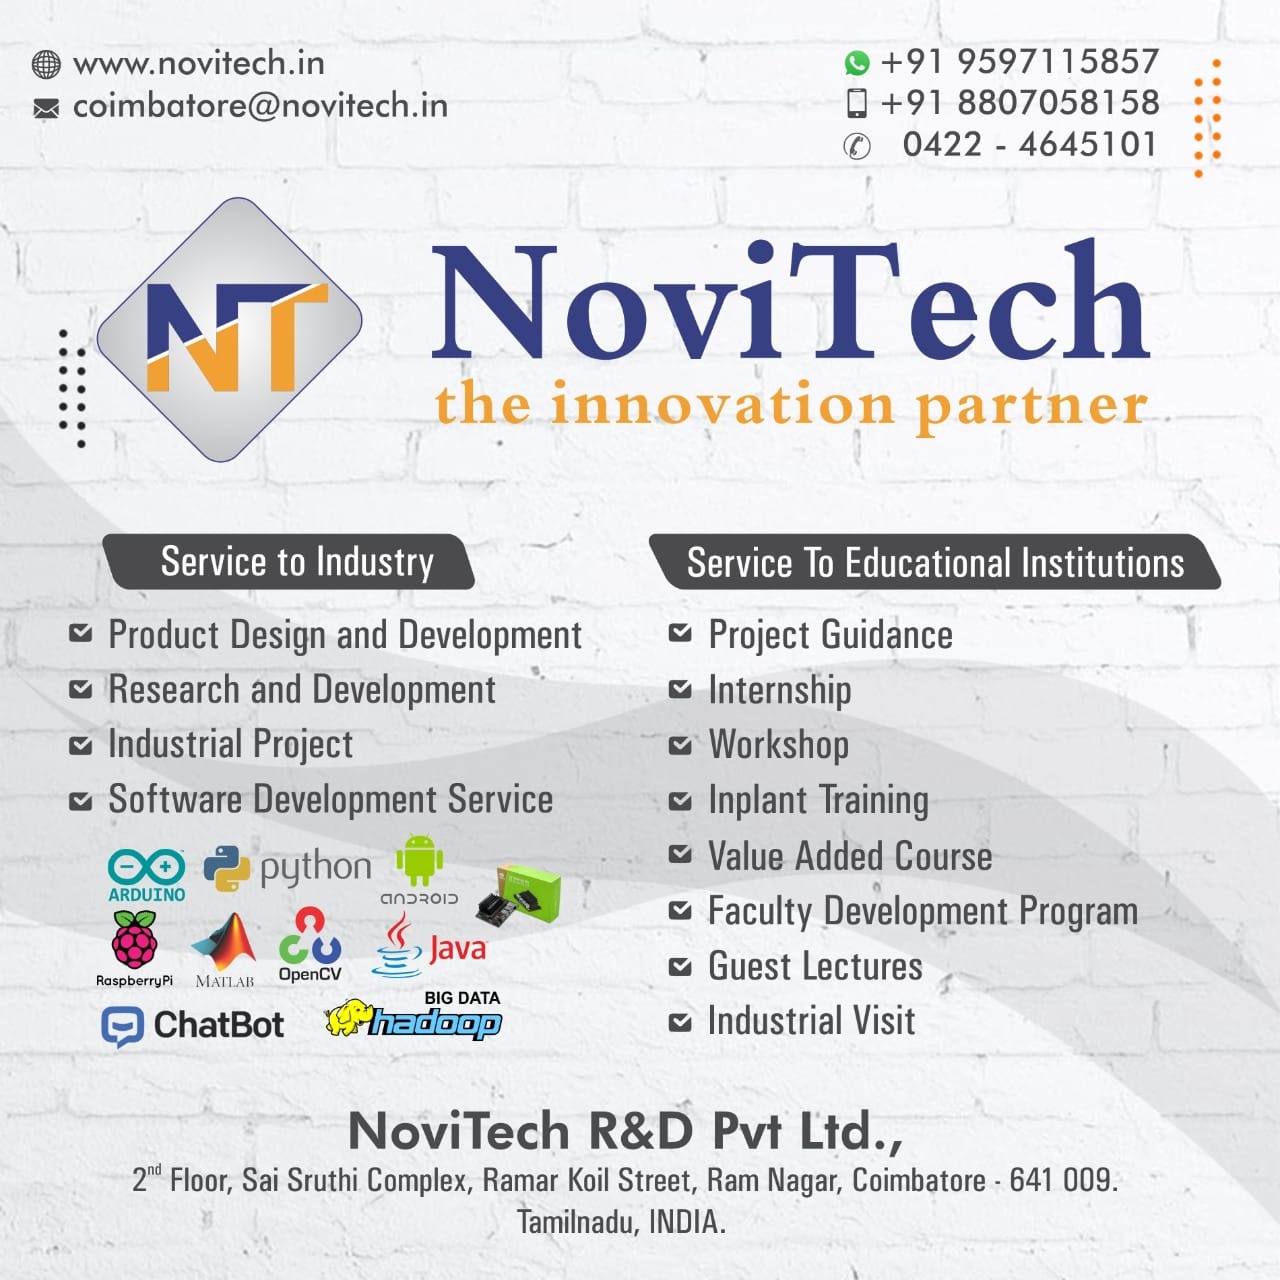 www.novitech.in
coimbatore@novitech.in
+91 9597115857
+91 8807058158
0422 - 4645101
NT
NoviTech
the innovation partner
Service to Industry
Product Design and Development
Research and Development
Industrial Project
Software Development Service
ARDUINO
python
android
RaspberryPi
MATLAB
OpenCV
Java
ChatBot
BIG DATA
hadoop
Service To Educational Institutions
Project Guidance
Internship
Workshop
Inplant Training
Value Added Course
Faculty Development Program
Guest Lectures
Industrial Visit
NoviTech R&D Pvt Ltd.,
2nd Floor, Sai Sruthi Complex, Ramar Koil Street, Ram Nagar, Coimbatore - 641 009.
Tamilnadu, INDIA.